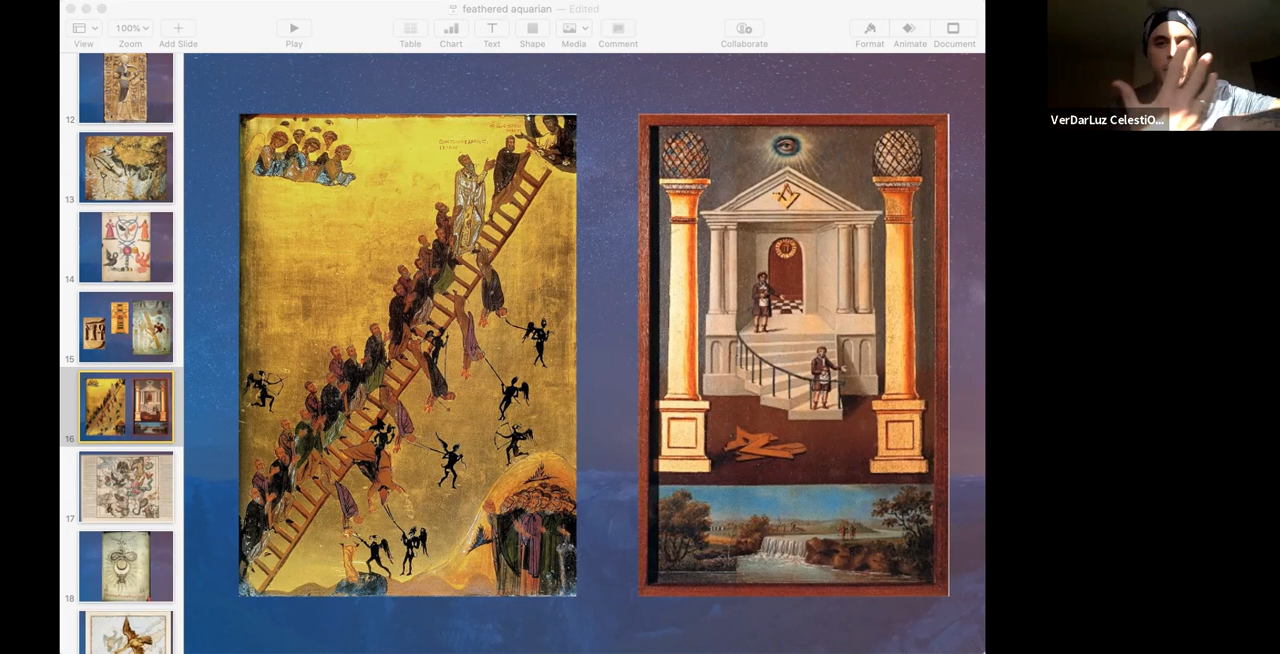 feathered aquarian — Edited
100%
View
Zoom
Add Slide
Play
Table
Chart
Text
Shape
Media
Comment
Collaborate
Format
Animate
Document
12
13
14
15
16
17
18
VerDarLuz CelestiO...